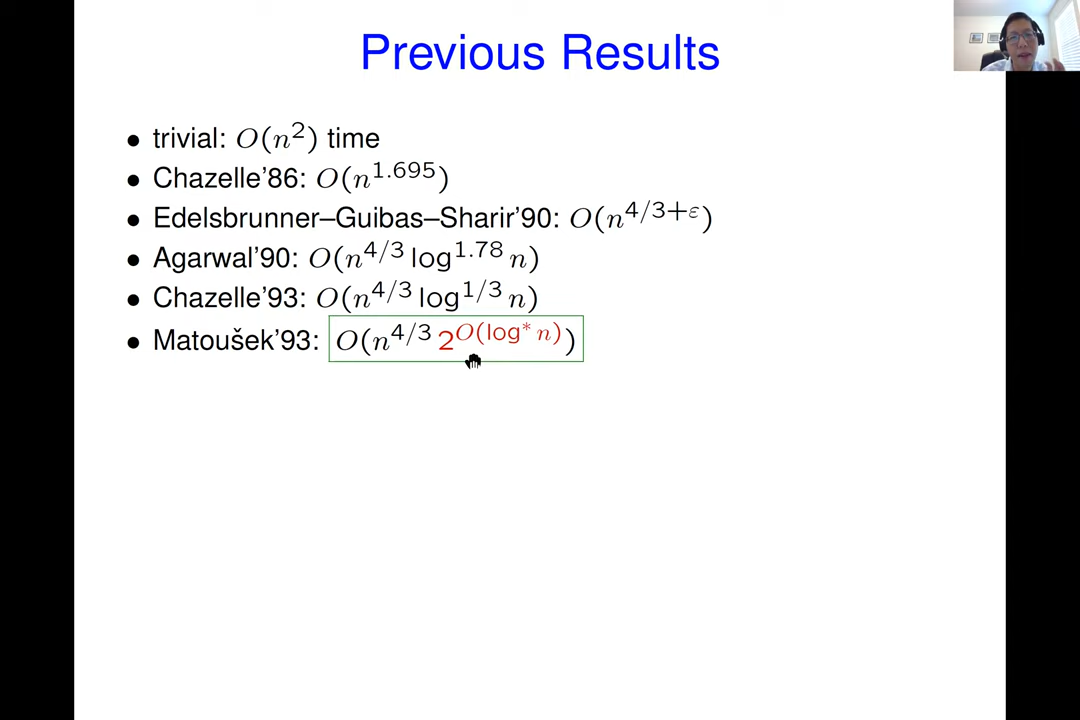 Previous Results
• trivial: O(n^2) time
• Chazelle'86: O(n^1.695)
• Edelsbrunner–Guibas–Sharir'90: O(n^4/3+ε)
• Agarwal'90: O(n^4/3 log^1.78 n)
• Chazelle'93: O(n^4/3 log^1/3 n)
• Matoušek'93: O(n^4/3 2^O(log* n))